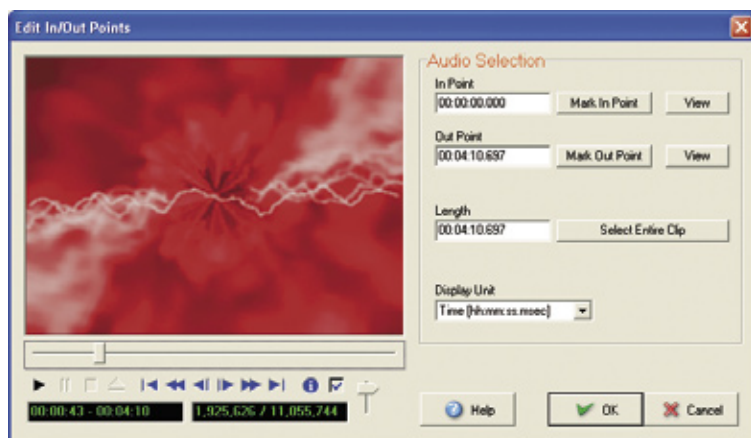 Edit In/Out Points
Audio Selection
In Point
00:00:00.000
Mark In Point
View
Out Point
00:04:10.697
Mark Out Point
View
Length
00:04:10.697
Select Entire Clip
Display Unit
Time (hh:mm:ss.msec)
00:00:43 - 00:04:10
1,925,626 / 11,055,744
Help
OK
Cancel